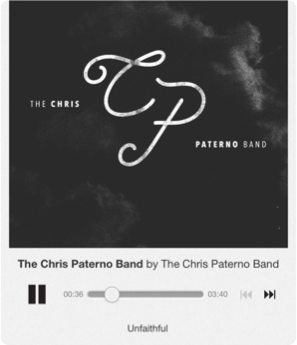 THE CHRIS
CP
PATERNO BAND
The Chris Paterno Band by The Chris Paterno Band
00:36 03:40
Unfaithful